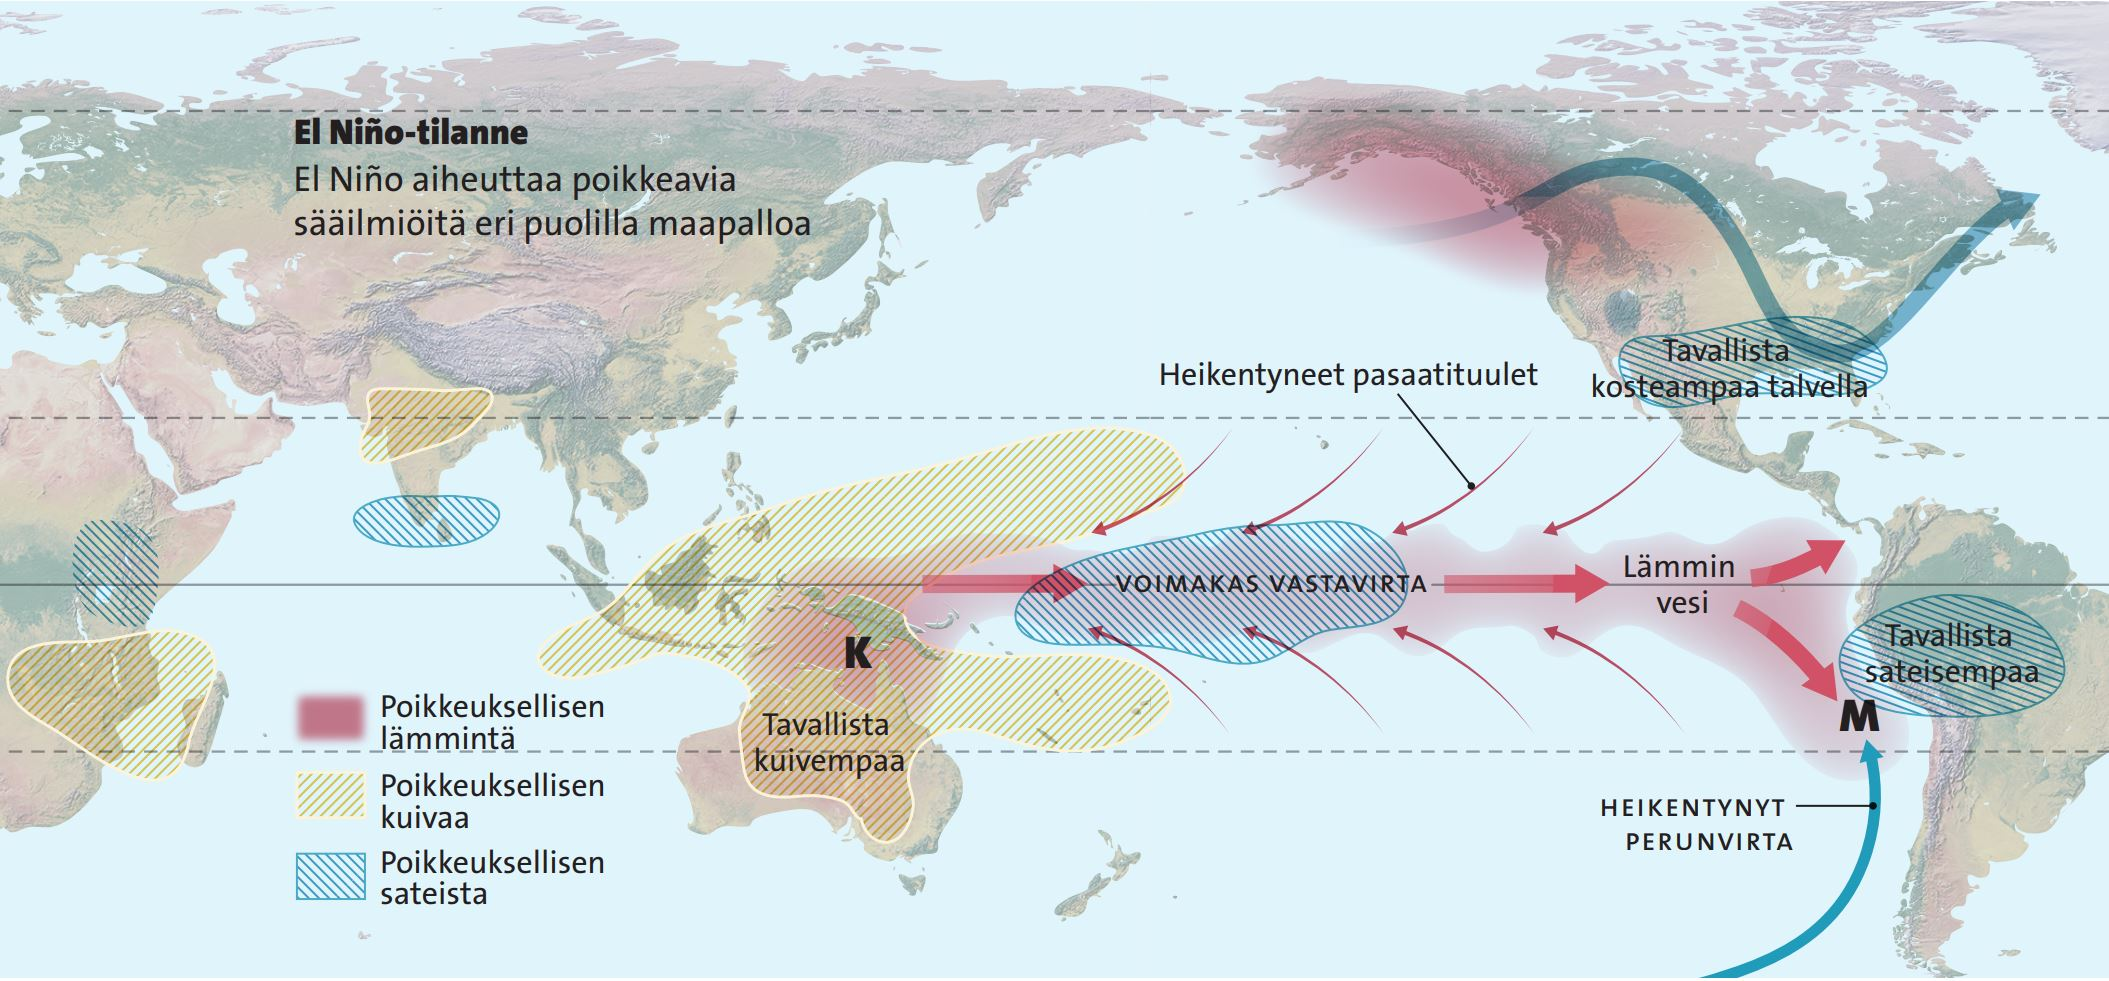 El Niño-tilanne
El Niño aiheuttaa poikkeavia
sääilmiöitä eri puolilla maapalloa
Heikentyneet pasaatituulet
Tavallista
kosteampaa talvella
VOIMAKAS VASTAVIRTA
Lämmin
vesi
K
Tavallista
kuivempaa
Tavallista
sateisempaa
M
HEIKENTYNYT
PERUNVIRTA
Poikkeuksellisen
lämmintä
Poikkeuksellisen
kuivaa
Poikkeuksellisen
sateista